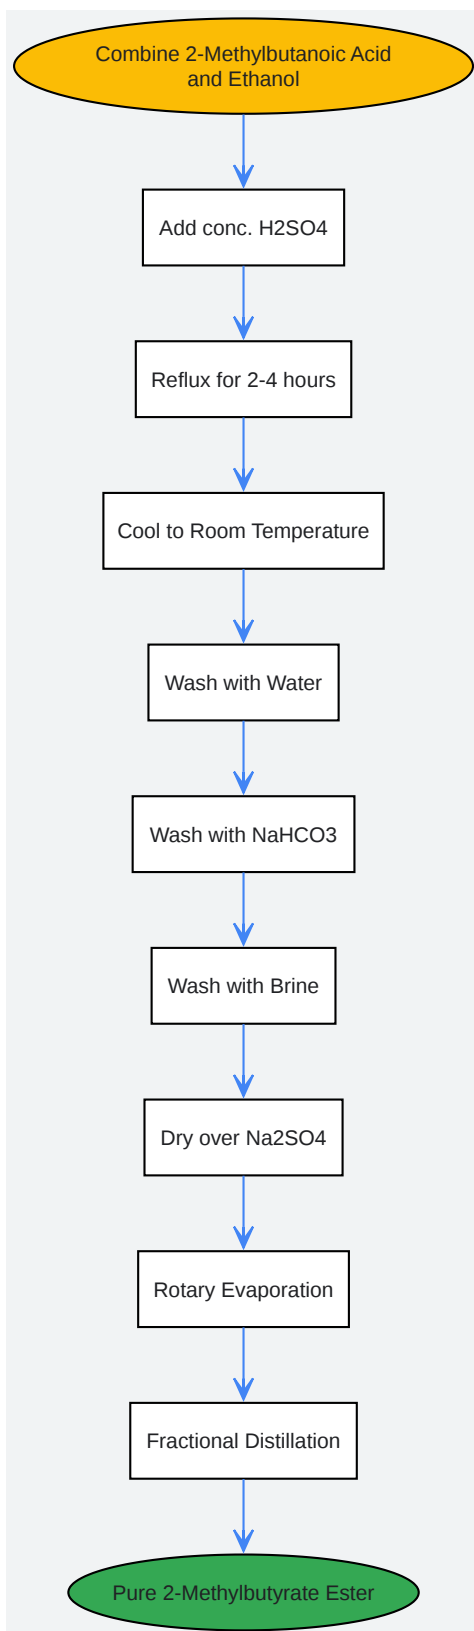 Combine 2-Methylbutanoic Acid
and Ethanol
Add conc. H2SO4
Reflux for 2-4 hours
Cool to Room Temperature
Wash with Water
Wash with NaHCO3
Wash with Brine
Dry over Na2SO4
Rotary Evaporation
Fractional Distillation
Pure 2-Methylbutyrate Ester